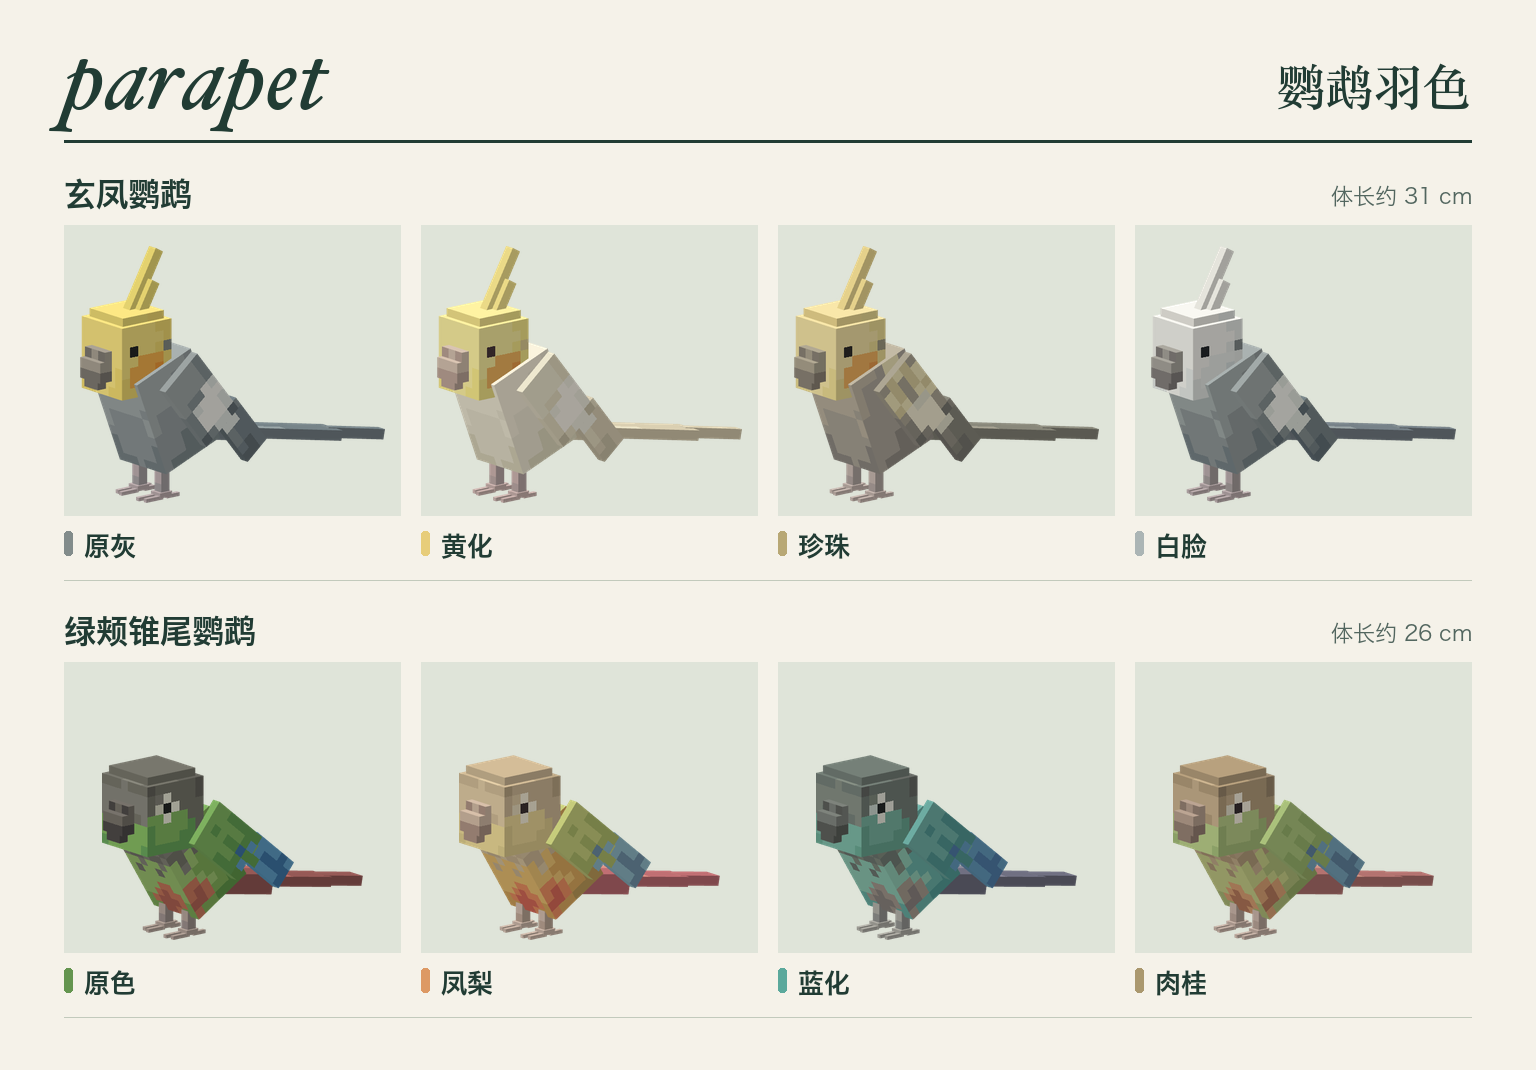 parapet
鹦鹉羽色
玄凤鹦鹉
体长约 31 cm
原灰
黄化
珍珠
白脸
绿颊锥尾鹦鹉
体长约 26 cm
原色
凤梨
蓝化
肉桂